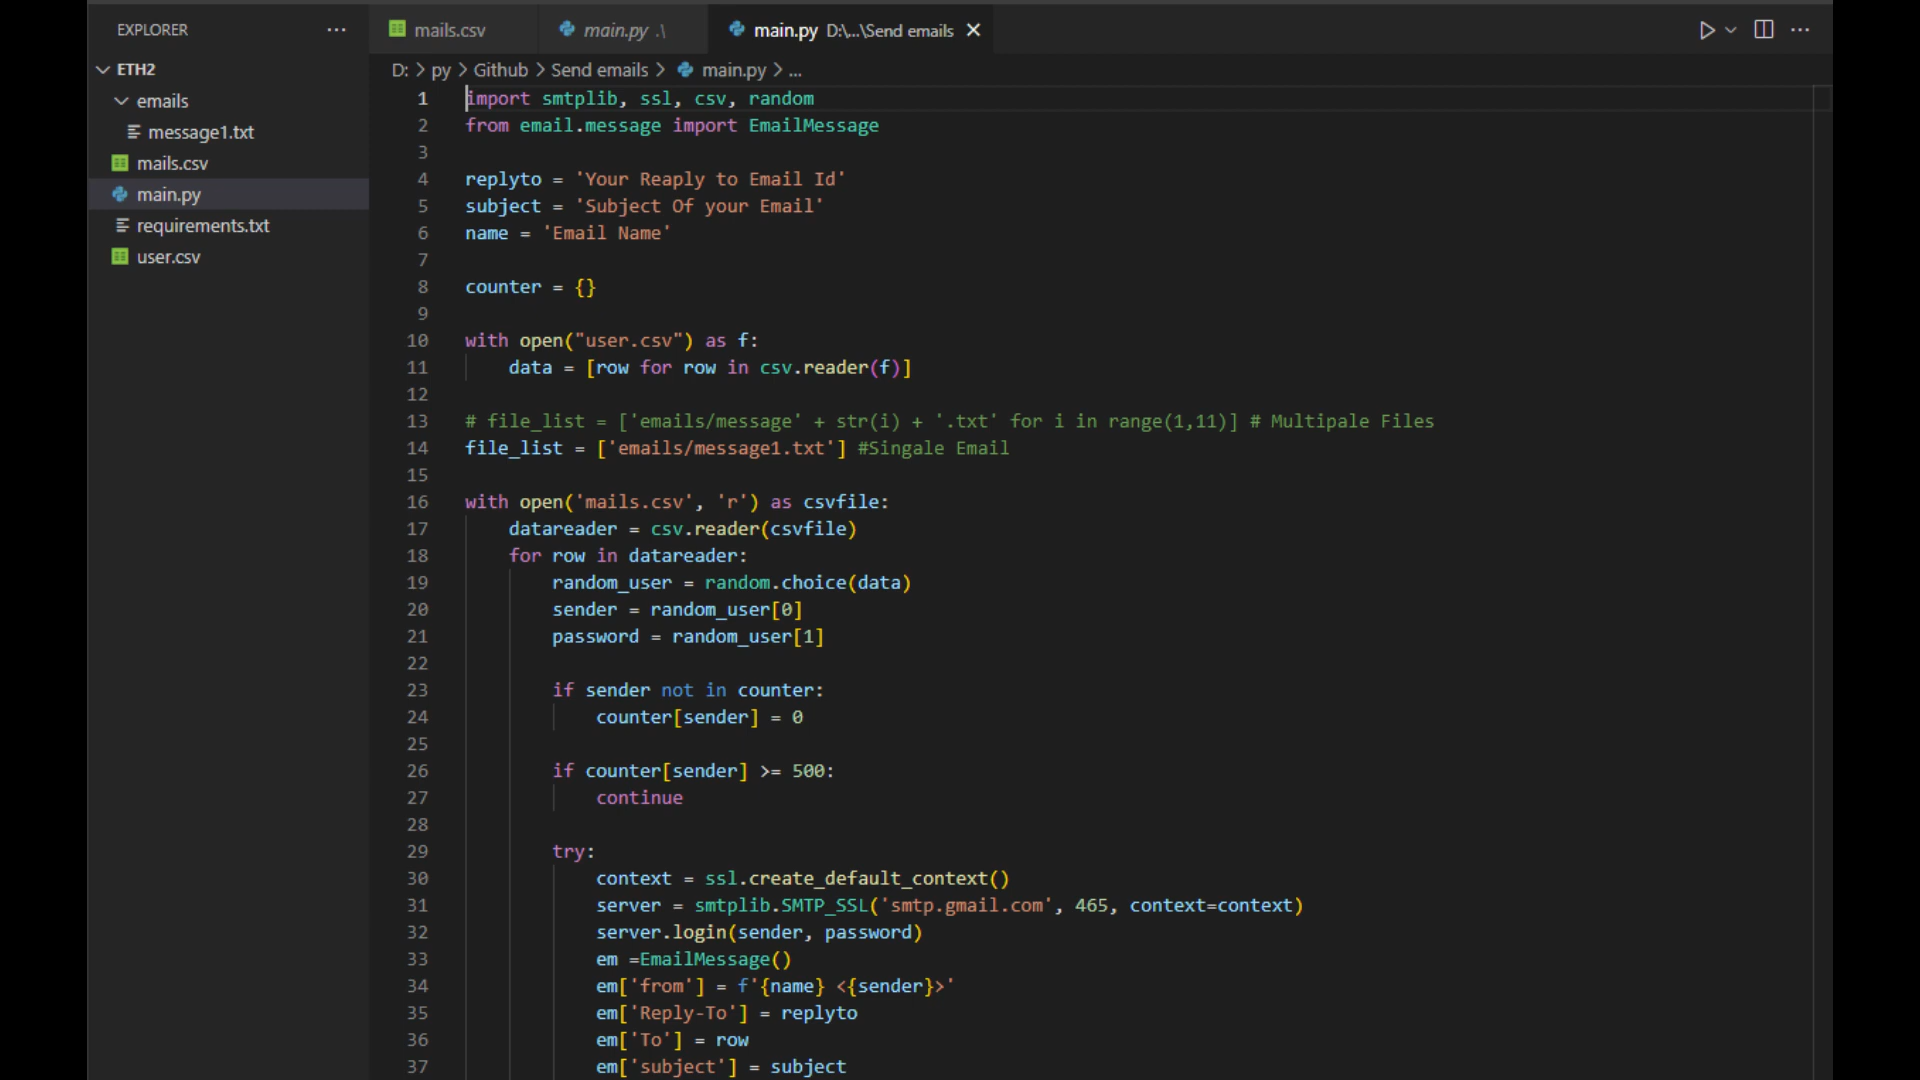 EXPLORER ...
ETH2
emails
message1.txt
mails.csv
main.py
requirements.txt
user.csv
mails.csv main.py .\ main.py D:\...\Send emails
D: > py > Github > Send emails > main.py > ...
1 import smtplib, ssl, csv, random
2 from email.message import EmailMessage
3
4 replyto = 'Your Reaply to Email Id'
5 subject = 'Subject Of your Email'
6 name = 'Email Name'
7
8 counter = {}
9
10 with open("user.csv") as f:
11 data = [row for row in csv.reader(f)]
12
13 # file_list = ['emails/message' + str(i) + '.txt' for i in range(1,11)] # Multipale Files
14 file_list = ['emails/message1.txt'] #Singale Email
15
16 with open('mails.csv', 'r') as csvfile:
17 datareader = csv.reader(csvfile)
18 for row in datareader:
19 random_user = random.choice(data)
20 sender = random_user[0]
21 password = random_user[1]
22
23 if sender not in counter:
24 counter[sender] = 0
25
26 if counter[sender] >= 500:
27 continue
28
29 try:
30 context = ssl.create_default_context()
31 server = smtplib.SMTP_SSL('smtp.gmail.com', 465, context=context)
32 server.login(sender, password)
33 em =EmailMessage()
34 em['from'] = f'{name} <{sender}>'
35 em['Reply-To'] = replyto
36 em['To'] = row
37 em['subject'] = subject